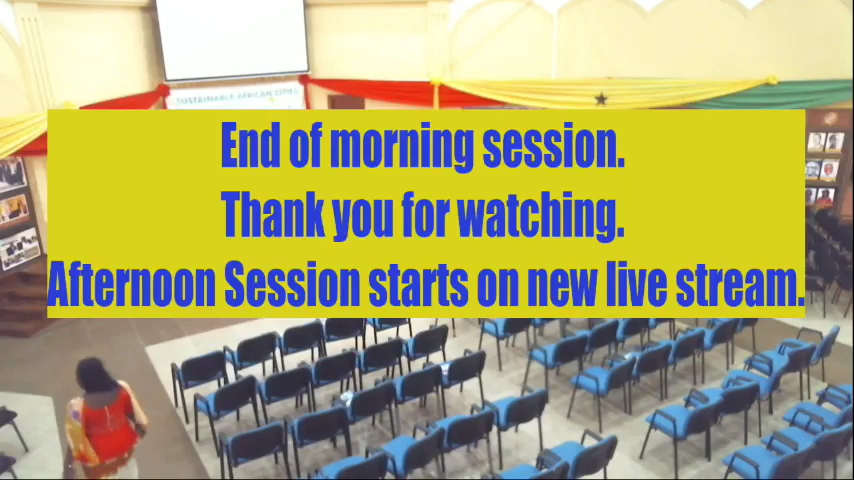 SUSTAINABLE AFRICAN CITIES
End of morning session.
Thank you for watching.
Afternoon Session starts on new live stream.